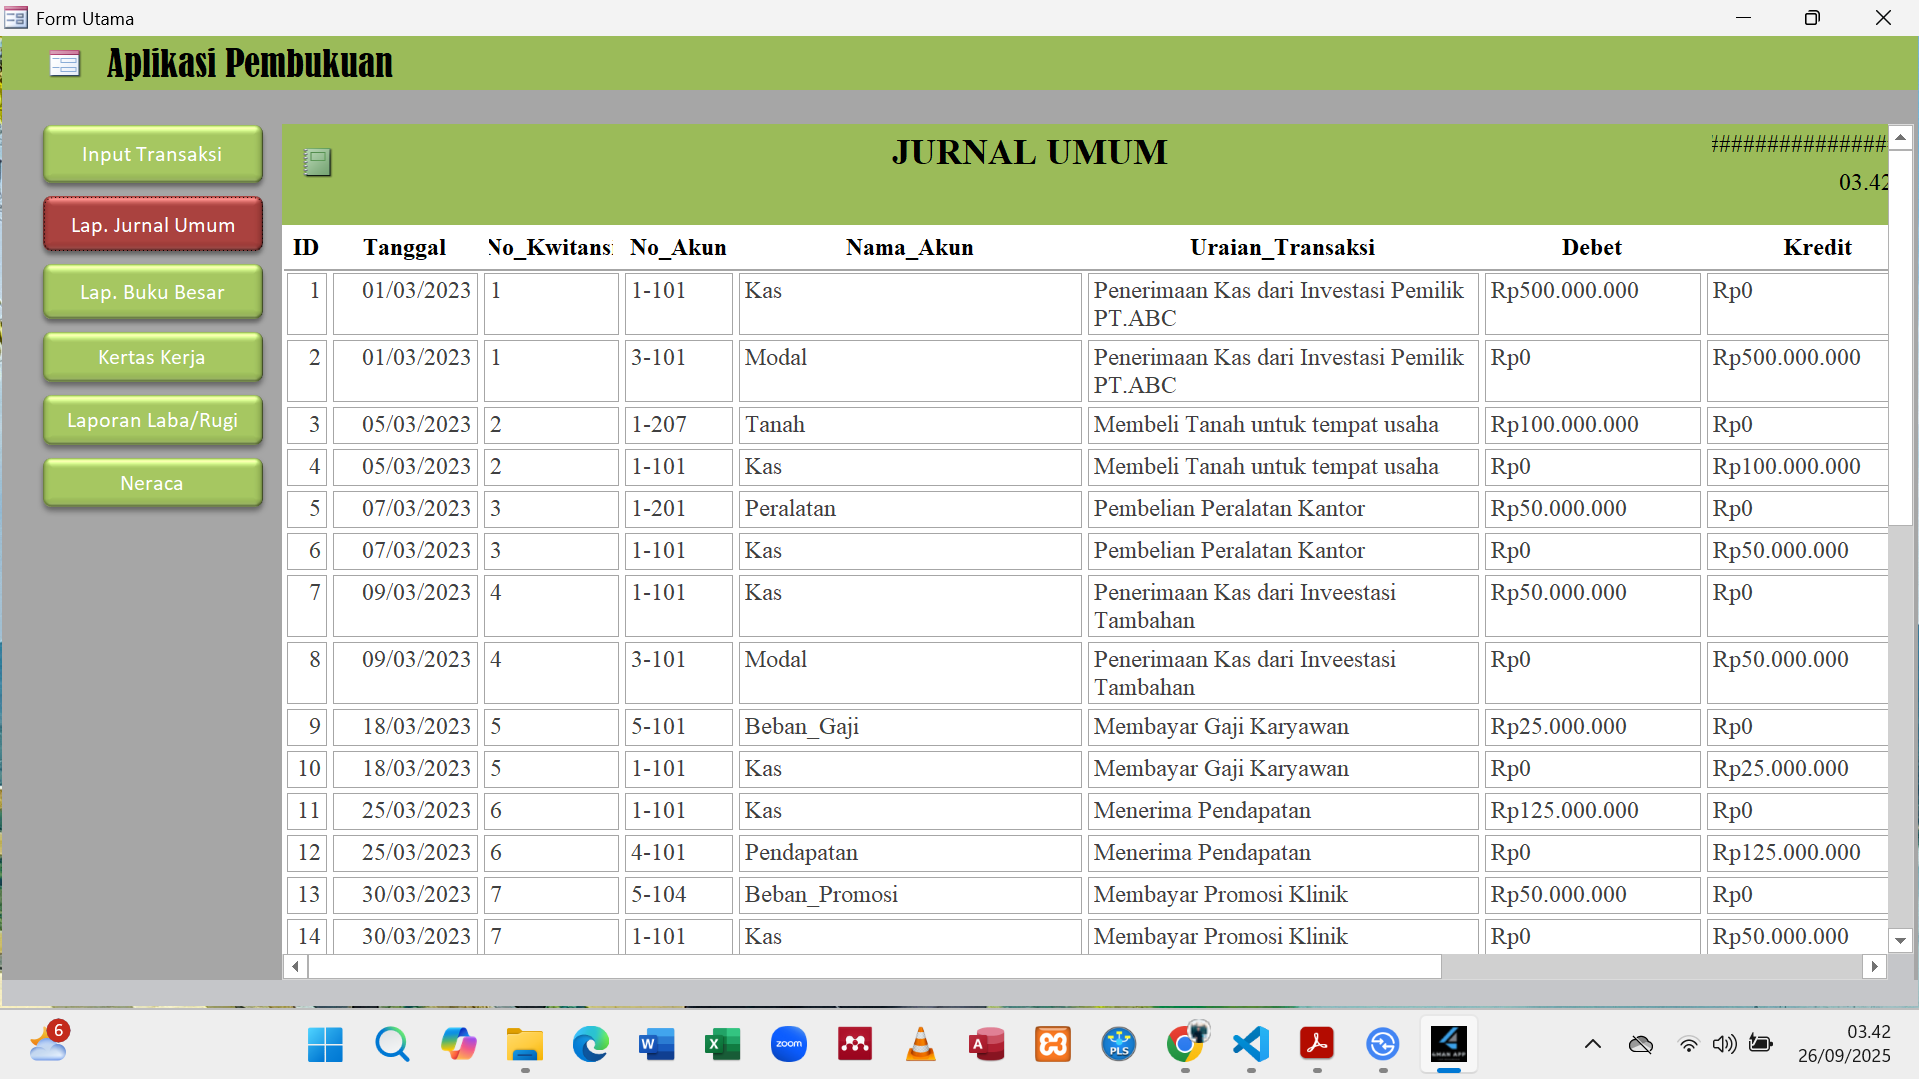 Form Utama
Aplikasi Pembukuan
Input Transaksi
Lap. Jurnal Umum
Lap. Buku Besar
Kertas Kerja
Laporan Laba/Rugi
Neraca
JURNAL UMUM
################
03.42
ID Tanggal No_Kwitansi No_Akun Nama_Akun Uraian_Transaksi Debet Kredit
1 01/03/2023 1 1-101 Kas Penerimaan Kas dari Investasi Pemilik Rp500.000.000 Rp0
PT.ABC
2 01/03/2023 1 3-101 Modal Penerimaan Kas dari Investasi Pemilik Rp0 Rp500.000.000
PT.ABC
3 05/03/2023 2 1-207 Tanah Membeli Tanah untuk tempat usaha Rp100.000.000 Rp0
4 05/03/2023 2 1-101 Kas Membeli Tanah untuk tempat usaha Rp0 Rp100.000.000
5 07/03/2023 3 1-201 Peralatan Pembelian Peralatan Kantor Rp50.000.000 Rp0
6 07/03/2023 3 1-101 Kas Pembelian Peralatan Kantor Rp0 Rp50.000.000
7 09/03/2023 4 1-101 Kas Penerimaan Kas dari Inveestasi Rp50.000.000 Rp0
Tambahan
8 09/03/2023 4 3-101 Modal Penerimaan Kas dari Inveestasi Rp0 Rp50.000.000
Tambahan
9 18/03/2023 5 5-101 Beban_Gaji Membayar Gaji Karyawan Rp25.000.000 Rp0
10 18/03/2023 5 1-101 Kas Membayar Gaji Karyawan Rp0 Rp25.000.000
11 25/03/2023 6 1-101 Kas Menerima Pendapatan Rp125.000.000 Rp0
12 25/03/2023 6 4-101 Pendapatan Menerima Pendapatan Rp0 Rp125.000.000
13 30/03/2023 7 5-104 Beban_Promosi Membayar Promosi Klinik Rp50.000.000 Rp0
14 30/03/2023 7 1-101 Kas Membayar Promosi Klinik Rp0 Rp50.000.000
6
W
X
zoom
A
PLS
03.42
26/09/2025